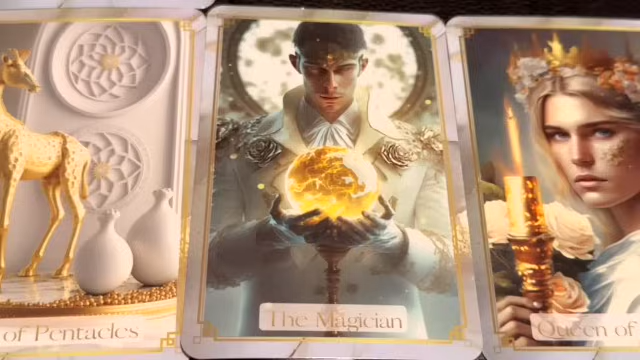 of Pentacles
The Magician
Queen of